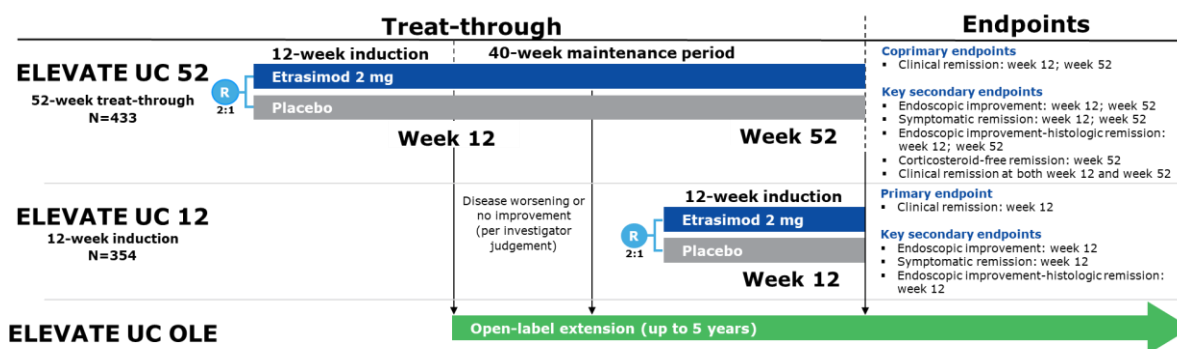 Treat-through
Endpoints
12-week induction
40-week maintenance period
ELEVATE UC 52
52-week treat-through
N=433
R
2:1
Etrasimod 2 mg
Placebo
Week 12
Week 52
Coprimary endpoints
▪ Clinical remission: week 12; week 52
Key secondary endpoints
▪ Endoscopic improvement: week 12; week 52
▪ Symptomatic remission: week 12; week 52
▪ Endoscopic improvement-histologic remission:
week 12; week 52
▪ Corticosteroid-free remission: week 52
▪ Clinical remission at both week 12 and week 52
ELEVATE UC 12
12-week induction
N=354
Disease worsening or
no improvement
(per investigator
judgement)
12-week induction
R
2:1
Etrasimod 2 mg
Placebo
Week 12
Primary endpoint
▪ Clinical remission: week 12
Key secondary endpoints
▪ Endoscopic improvement: week 12
▪ Symptomatic remission: week 12
▪ Endoscopic improvement-histologic remission:
week 12
ELEVATE UC OLE
Open-label extension (up to 5 years)